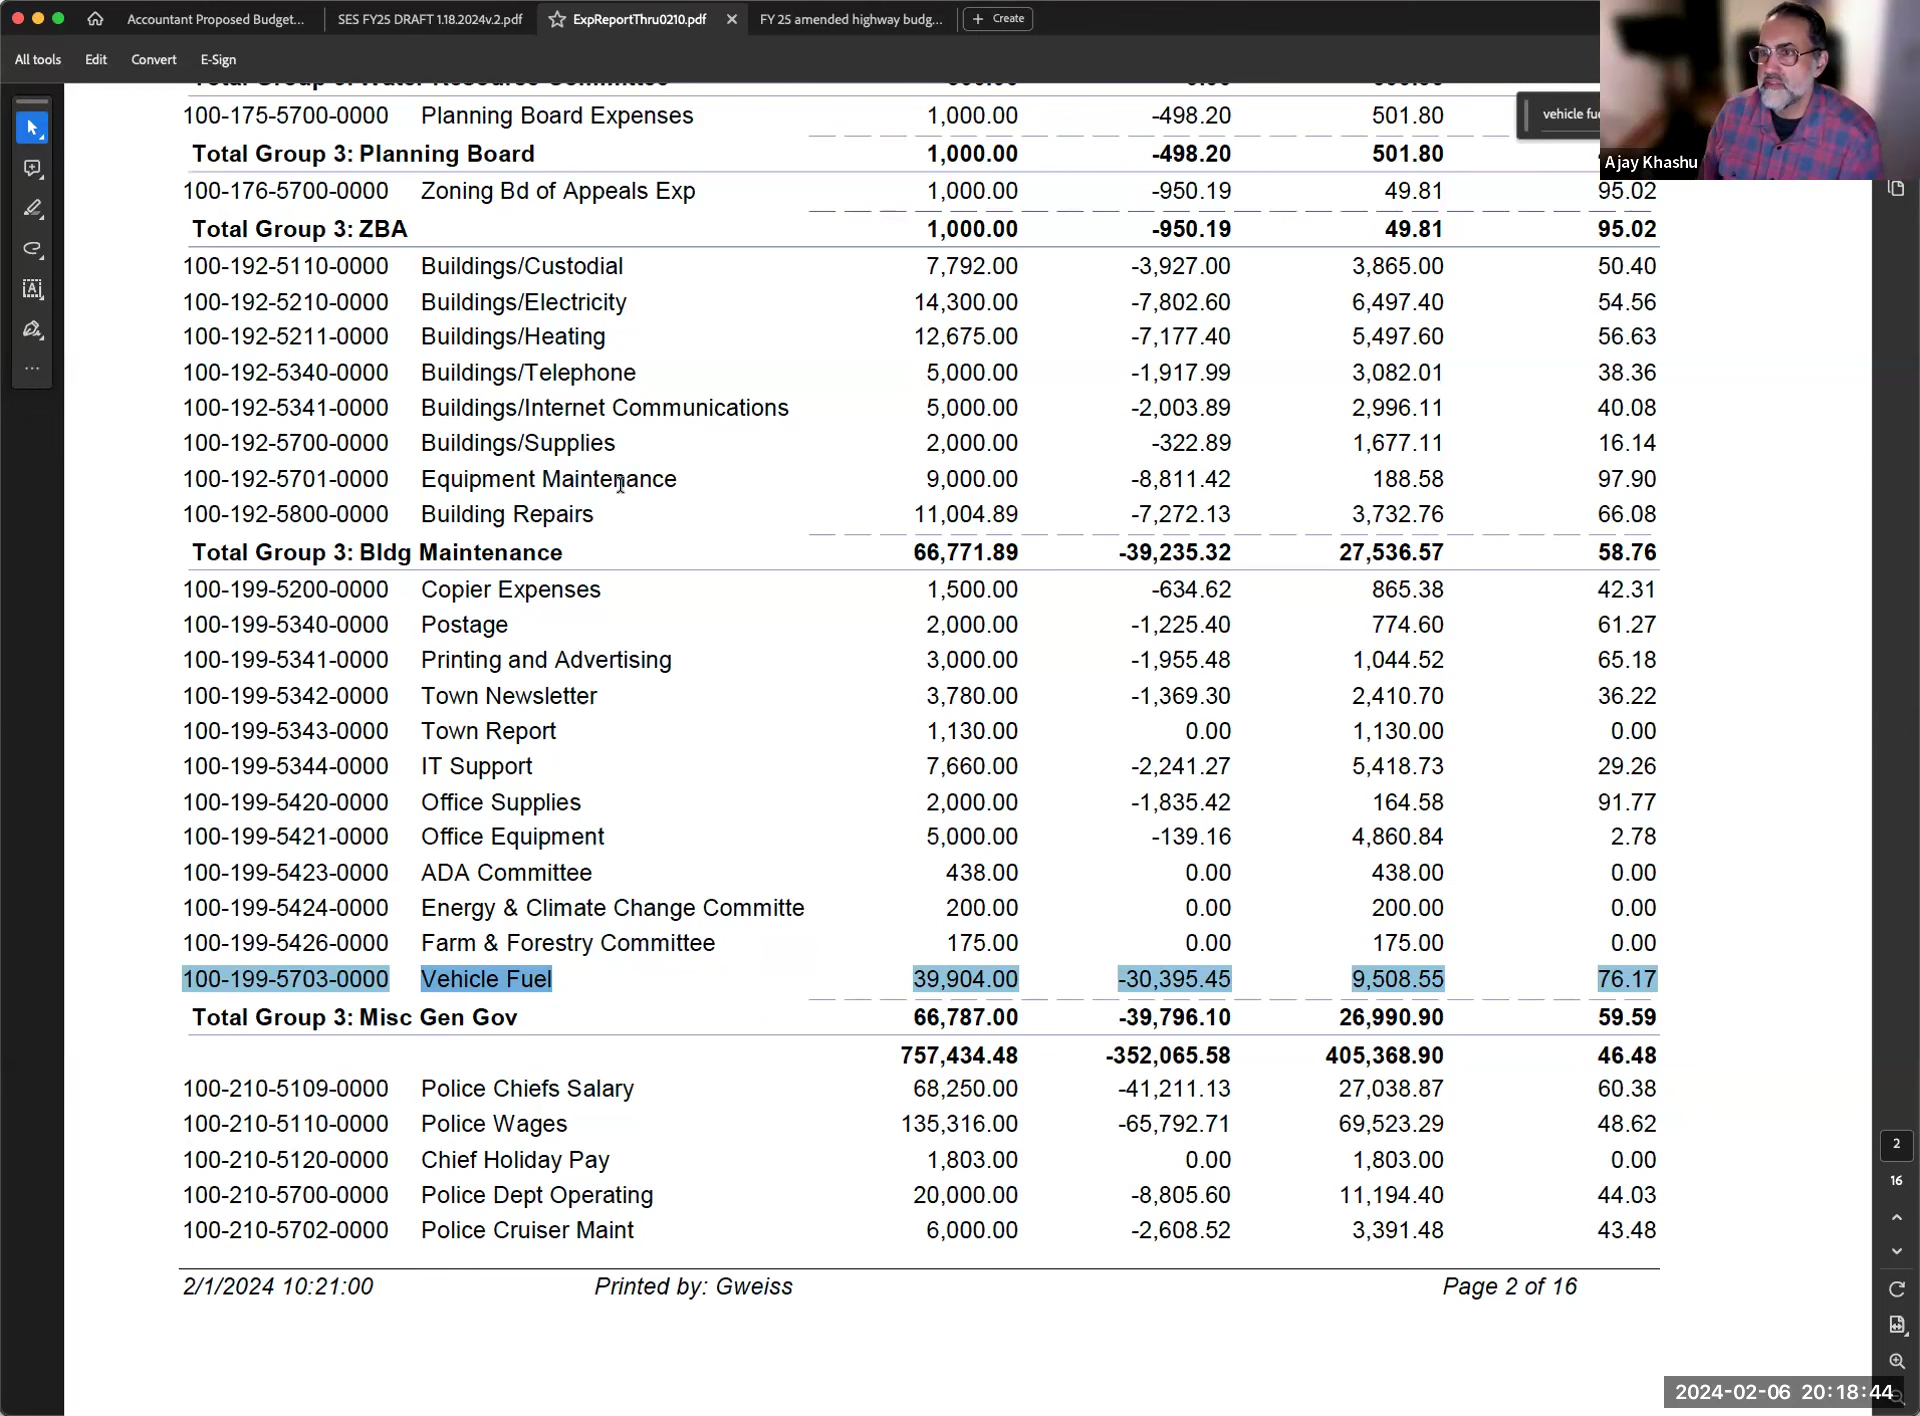 Accountant Proposed Budget...
SES FY25 DRAFT 1.18.2024v.2.pdf
ExpReportThru0210.pdf
FY 25 amended highway budg...
Create
All tools
Edit
Convert
E-Sign
vehicle fue
Ajay Khashu
Total Group 3: Water Resource Committee
100-175-5700-0000 Planning Board Expenses 1,000.00 -498.20 501.80
Total Group 3: Planning Board 1,000.00 -498.20 501.80
100-176-5700-0000 Zoning Bd of Appeals Exp 1,000.00 -950.19 49.81 95.02
Total Group 3: ZBA 1,000.00 -950.19 49.81 95.02
100-192-5110-0000 Buildings/Custodial 7,792.00 -3,927.00 3,865.00 50.40
100-192-5210-0000 Buildings/Electricity 14,300.00 -7,802.60 6,497.40 54.56
100-192-5211-0000 Buildings/Heating 12,675.00 -7,177.40 5,497.60 56.63
100-192-5340-0000 Buildings/Telephone 5,000.00 -1,917.99 3,082.01 38.36
100-192-5341-0000 Buildings/Internet Communications 5,000.00 -2,003.89 2,996.11 40.08
100-192-5700-0000 Buildings/Supplies 2,000.00 -322.89 1,677.11 16.14
100-192-5701-0000 Equipment Maintenance 9,000.00 -8,811.42 188.58 97.90
100-192-5800-0000 Building Repairs 11,004.89 -7,272.13 3,732.76 66.08
Total Group 3: Bldg Maintenance 66,771.89 -39,235.32 27,536.57 58.76
100-199-5200-0000 Copier Expenses 1,500.00 -634.62 865.38 42.31
100-199-5340-0000 Postage 2,000.00 -1,225.40 774.60 61.27
100-199-5341-0000 Printing and Advertising 3,000.00 -1,955.48 1,044.52 65.18
100-199-5342-0000 Town Newsletter 3,780.00 -1,369.30 2,410.70 36.22
100-199-5343-0000 Town Report 1,130.00 0.00 1,130.00 0.00
100-199-5344-0000 IT Support 7,660.00 -2,241.27 5,418.73 29.26
100-199-5420-0000 Office Supplies 2,000.00 -1,835.42 164.58 91.77
100-199-5421-0000 Office Equipment 5,000.00 -139.16 4,860.84 2.78
100-199-5423-0000 ADA Committee 438.00 0.00 438.00 0.00
100-199-5424-0000 Energy & Climate Change Committe 200.00 0.00 200.00 0.00
100-199-5426-0000 Farm & Forestry Committee 175.00 0.00 175.00 0.00
100-199-5703-0000 Vehicle Fuel 39,904.00 -30,395.45 9,508.55 76.17
Total Group 3: Misc Gen Gov 66,787.00 -39,796.10 26,990.90 59.59
757,434.48 -352,065.58 405,368.90 46.48
100-210-5109-0000 Police Chiefs Salary 68,250.00 -41,211.13 27,038.87 60.38
100-210-5110-0000 Police Wages 135,316.00 -65,792.71 69,523.29 48.62
100-210-5120-0000 Chief Holiday Pay 1,803.00 0.00 1,803.00 0.00
100-210-5700-0000 Police Dept Operating 20,000.00 -8,805.60 11,194.40 44.03
100-210-5702-0000 Police Cruiser Maint 6,000.00 -2,608.52 3,391.48 43.48
2/1/2024 10:21:00 Printed by: Gweiss Page 2 of 16
2
16
2024-02-06 20:18:44